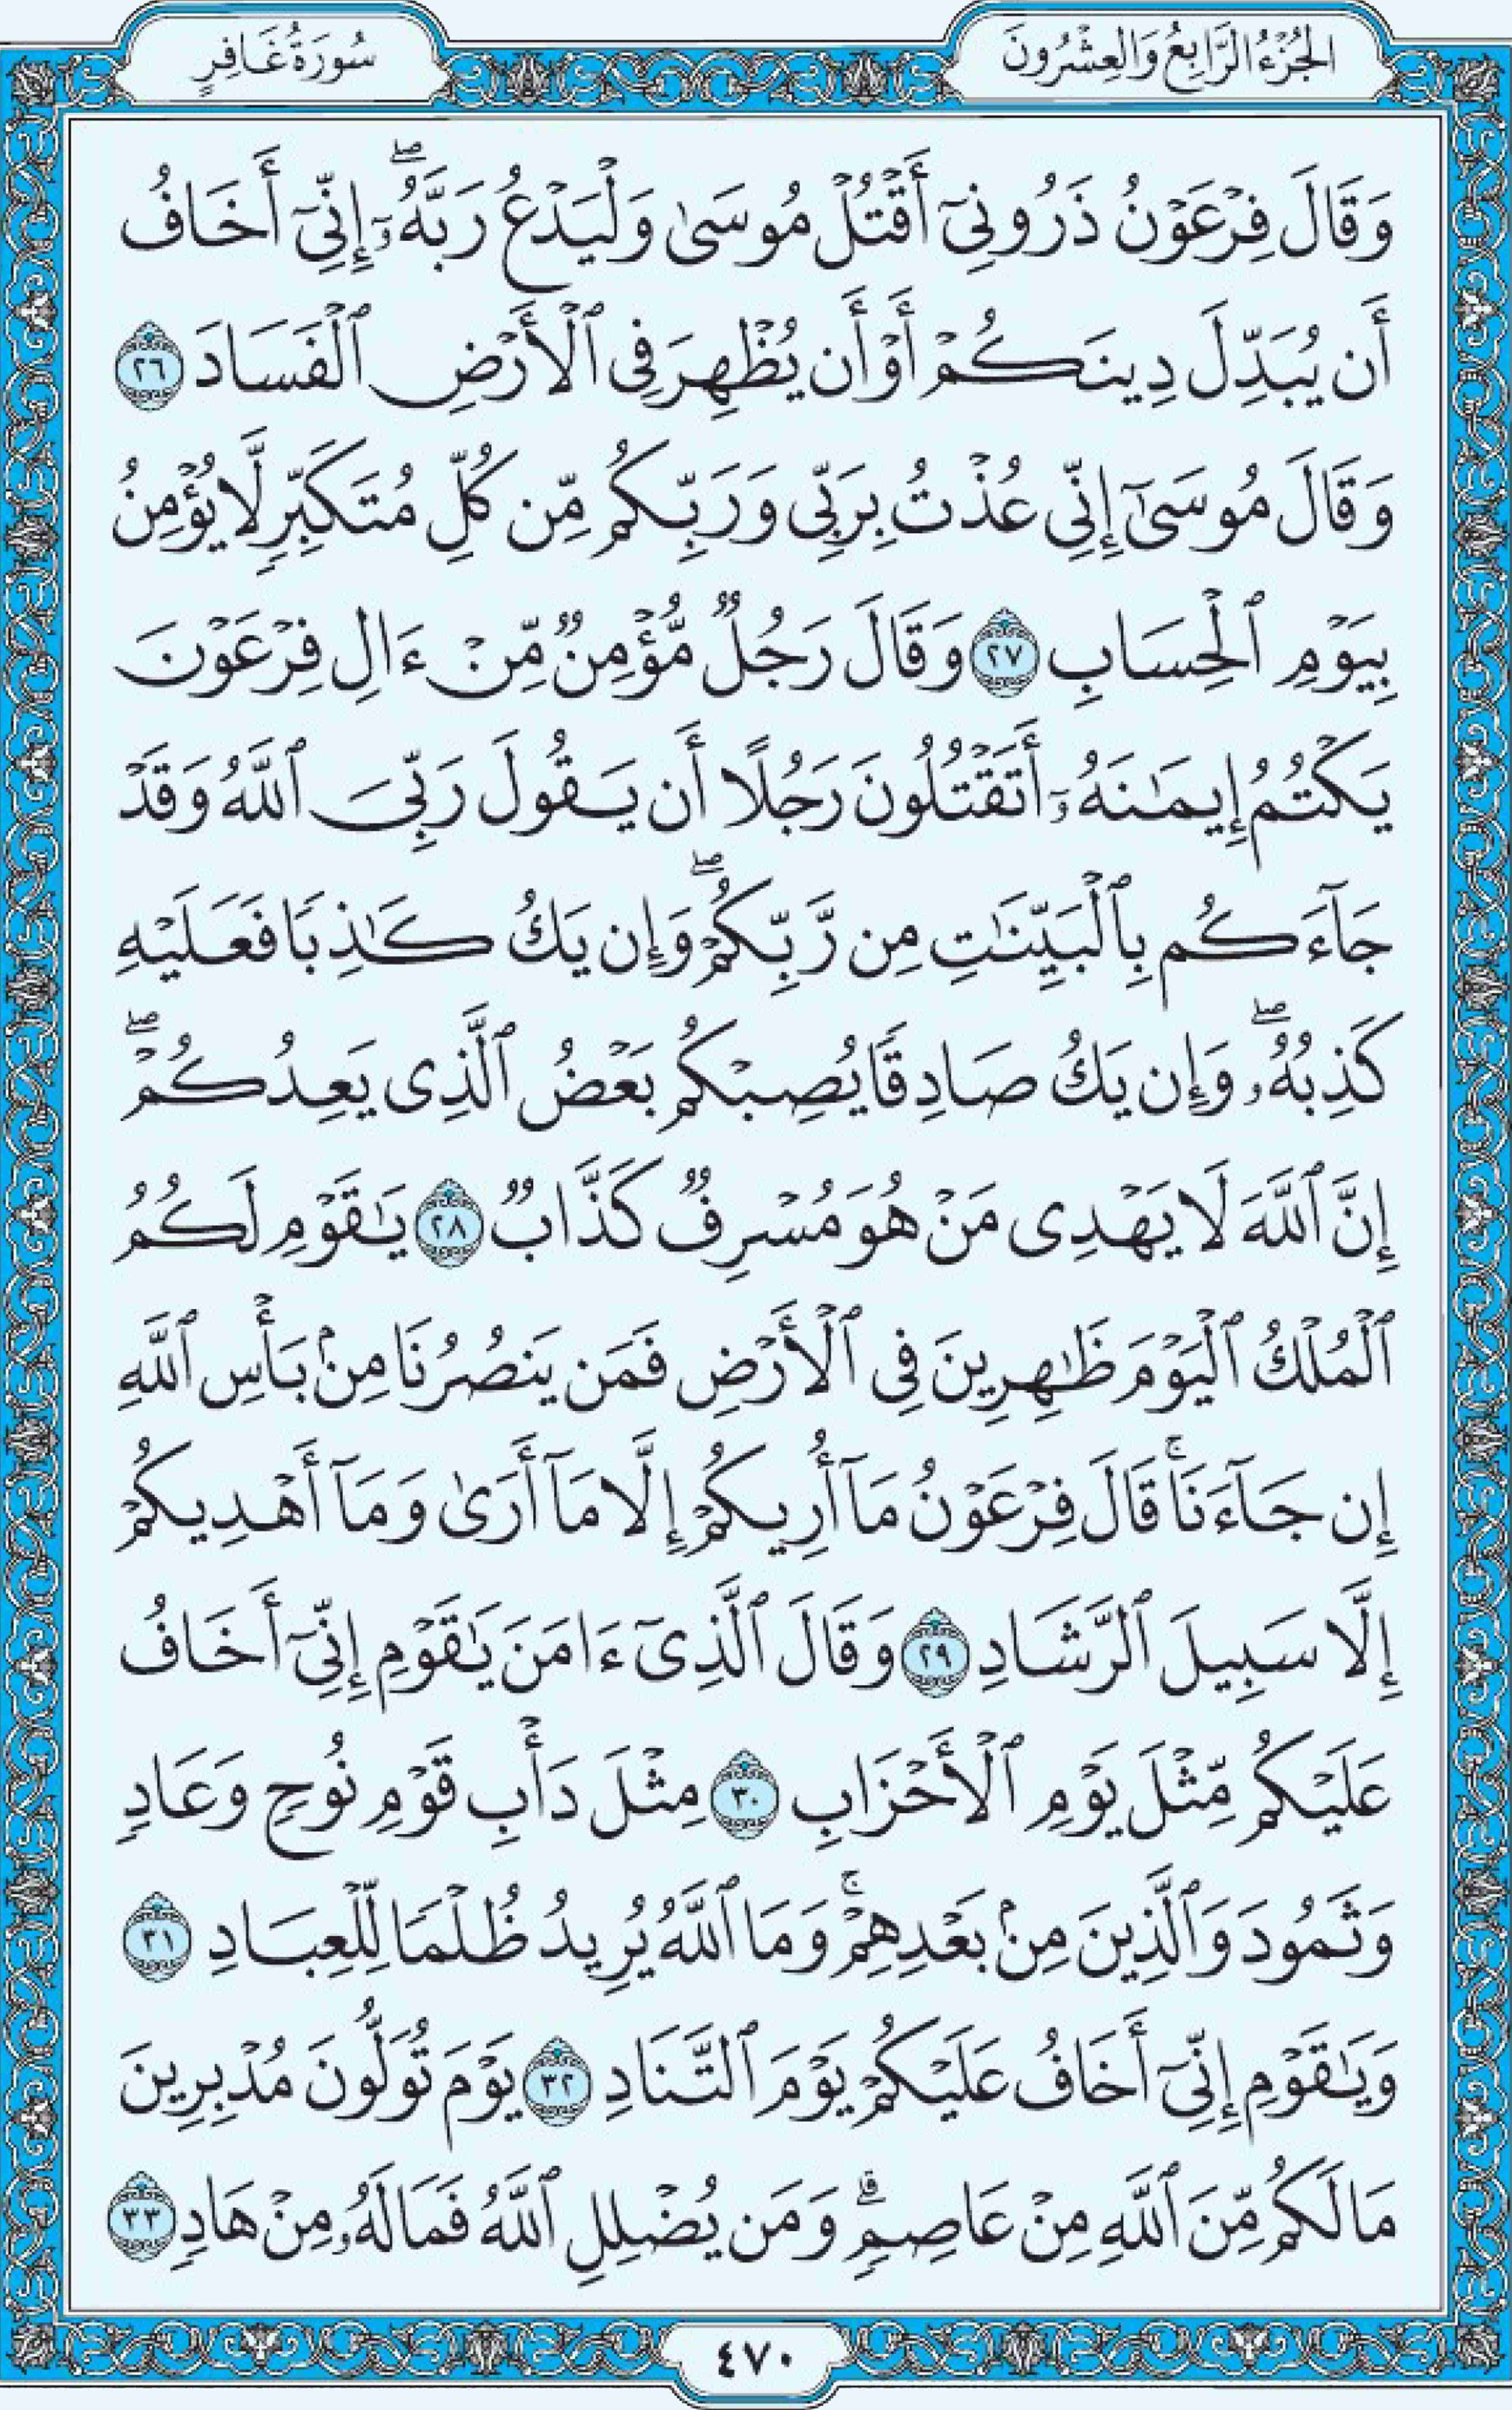 الجُزْءُ الرَّابِعُ وَالعِشْرُونَ
سُورَةُ غَافِرٍ
وَقَالَ فِرْعَوْنُ ذَرُونِىٓ أَقْتُلْ مُوسَىٰ وَلْيَدْعُ رَبَّهُۥٓۖ إِنِّىٓ أَخَافُ
أَن يُبَدِّلَ دِينَكُمْ أَوْ أَن يُظْهِرَ فِى ٱلْأَرْضِ ٱلْفَسَادَ ٢٦
وَقَالَ مُوسَىٰٓ إِنِّى عُذْتُ بِرَبِّى وَرَبِّكُم مِّن كُلِّ مُتَكَبِّرٍ لَّا يُؤْمِنُ
بِيَوْمِ ٱلْحِسَابِ ٢٧ وَقَالَ رَجُلٌ مُّؤْمِنٌ مِّنْ ءَالِ فِرْعَوْنَ
يَكْتُمُ إِيمَٰنَهُۥٓ أَتَقْتُلُونَ رَجُلًا أَن يَقُولَ رَبِّىَ ٱللَّهُ وَقَدْ
جَآءَكُم بِٱلْبَيِّنَٰتِ مِن رَّبِّكُمْۖ وَإِن يَكُ كَٰذِبًا فَعَلَيْهِ
كَذِبُهُۥۖ وَإِن يَكُ صَادِقًا يُصِبْكُم بَعْضُ ٱلَّذِى يَعِدُكُمْۖ
إِنَّ ٱللَّهَ لَا يَهْدِى مَنْ هُوَ مُسْرِفٌ كَذَّابٌ ٢٨ يَٰقَوْمِ لَكُمُ
ٱلْمُلْكُ ٱلْيَوْمَ ظَٰهِرِينَ فِى ٱلْأَرْضِ فَمَن يَنصُرُنَا مِنۢ بَأْسِ ٱللَّهِ
إِن جَآءَنَاۚ قَالَ فِرْعَوْنُ مَآ أُرِيكُمْ إِلَّا مَآ أَرَىٰ وَمَآ أَهْدِيكُمْ
إِلَّا سَبِيلَ ٱلرَّشَادِ ٢٩ وَقَالَ ٱلَّذِىٓ ءَامَنَ يَٰقَوْمِ إِنِّىٓ أَخَافُ
عَلَيْكُم مِّثْلَ يَوْمِ ٱلْأَحْزَابِ ٣٠ مِثْلَ دَأْبِ قَوْمِ نُوحٍ وَعَادٍ
وَثَمُودَ وَٱلَّذِينَ مِنۢ بَعْدِهِمْۚ وَمَا ٱللَّهُ يُرِيدُ ظُلْمًا لِّلْعِبَادِ ٣١
وَيَٰقَوْمِ إِنِّىٓ أَخَافُ عَلَيْكُمْ يَوْمَ ٱلتَّنَادِ ٣٢ يَوْمَ تُوَلُّونَ مُدْبِرِينَ
مَا لَكُم مِّنَ ٱللَّهِ مِنْ عَاصِمٍۗ وَمَن يُضْلِلِ ٱللَّهُ فَمَا لَهُۥ مِنْ هَادٍ ٣٣
٤٧٠